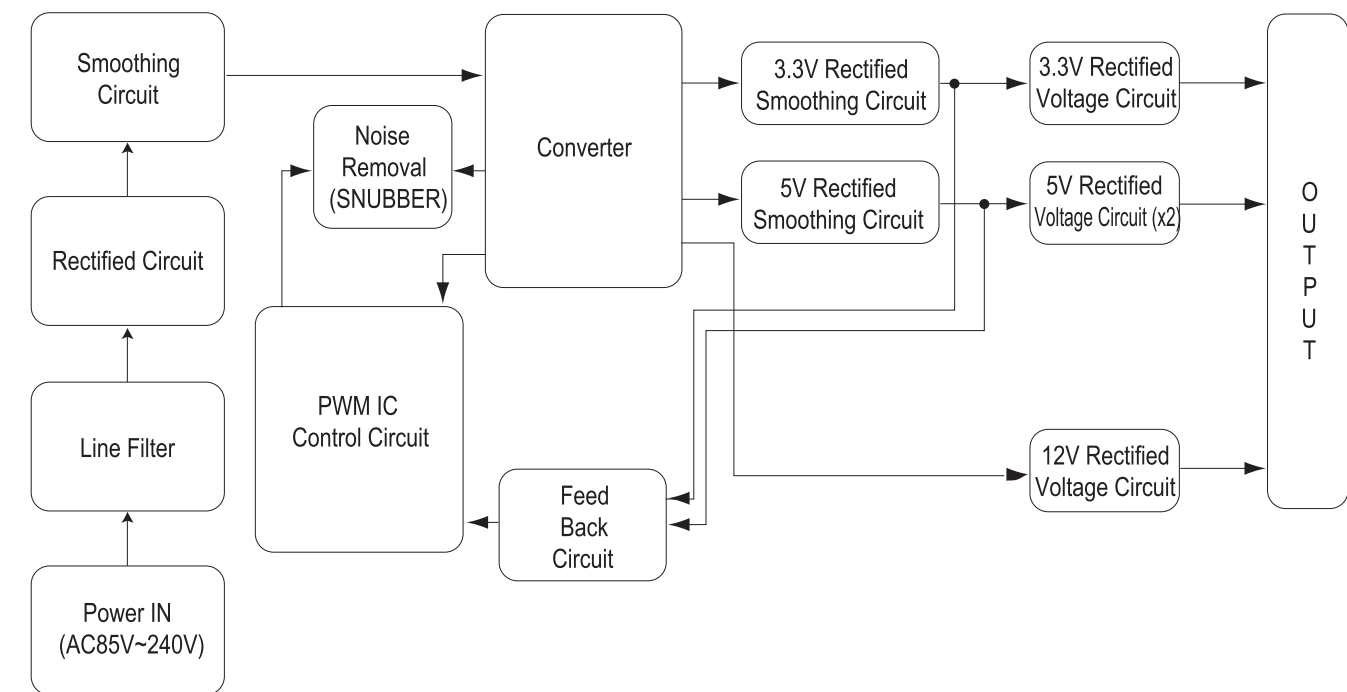 Smoothing
Circuit
Noise
Removal
(SNUBBER)
Converter
3.3V Rectified
Smoothing Circuit
3.3V Rectified
Voltage Circuit
5V Rectified
Smoothing Circuit
5V Rectified
Voltage Circuit (x2)
OUTPUT
Rectified Circuit
PWM IC
Control Circuit
Line Filter
Feed
Back
Circuit
12V Rectified
Voltage Circuit
Power IN
(AC85V~240V)